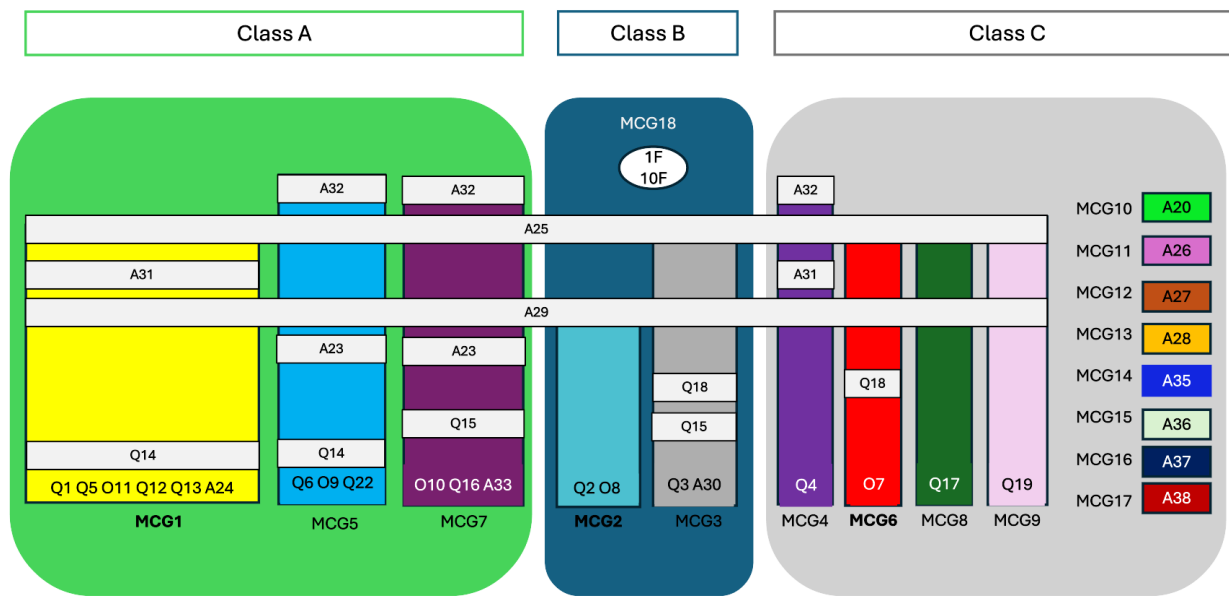 Class A
Class B
Class C
MCG18
1F
10F
A32
A32
A32
A25
A31
A31
A29
A23
A23
Q18
Q18
Q15
Q15
Q14
Q14
Q1 Q5 O11 Q12 Q13 A24
Q6 O9 Q22
O10 Q16 A33
Q2 O8
Q3 A30
Q4
O7
Q17
Q19
MCG1
MCG5
MCG7
MCG2
MCG3
MCG4
MCG6
MCG8
MCG9
MCG10 A20
MCG11 A26
MCG12 A27
MCG13 A28
MCG14 A35
MCG15 A36
MCG16 A37
MCG17 A38